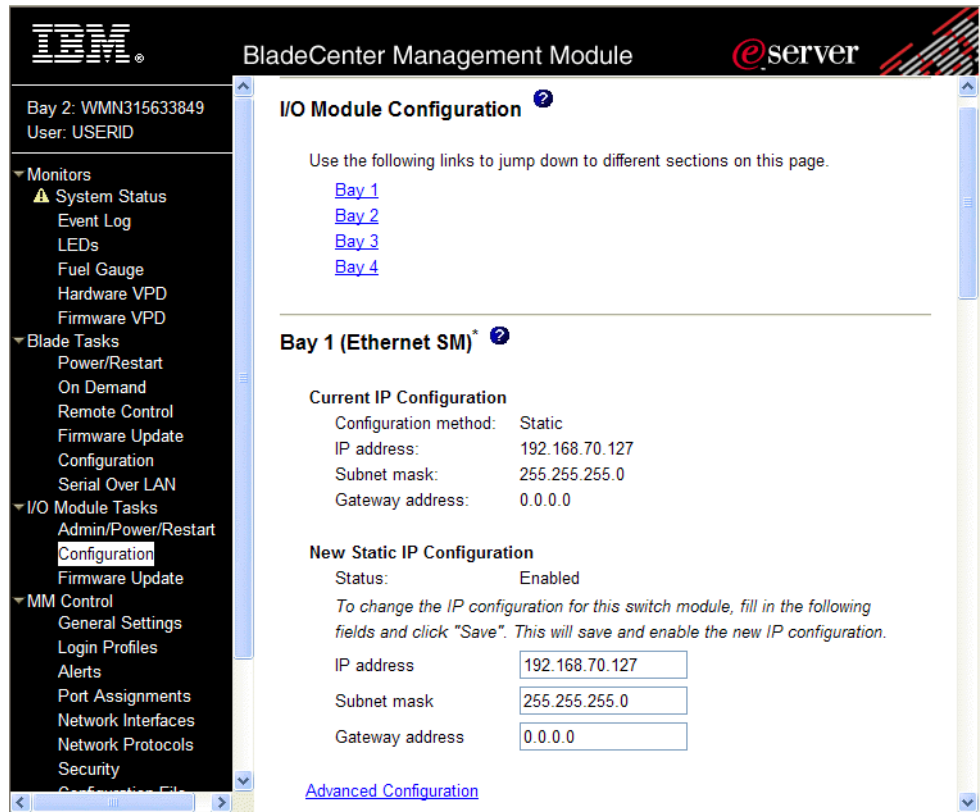 IBM®
BladeCenter Management Module
e server
Bay 2: WMN315633849
User: USERID
Monitors
System Status
Event Log
LEDs
Fuel Gauge
Hardware VPD
Firmware VPD
Blade Tasks
Power/Restart
On Demand
Remote Control
Firmware Update
Configuration
Serial Over LAN
I/O Module Tasks
Admin/Power/Restart
Configuration
Firmware Update
MM Control
General Settings
Login Profiles
Alerts
Port Assignments
Network Interfaces
Network Protocols
Security
Configuration File
I/O Module Configuration ?
Use the following links to jump down to different sections on this page.
Bay 1
Bay 2
Bay 3
Bay 4
Bay 1 (Ethernet SM)* ?
Current IP Configuration
Configuration method: Static
IP address: 192.168.70.127
Subnet mask: 255.255.255.0
Gateway address: 0.0.0.0
New Static IP Configuration
Status: Enabled
To change the IP configuration for this switch module, fill in the following
fields and click "Save". This will save and enable the new IP configuration.
IP address 192.168.70.127
Subnet mask 255.255.255.0
Gateway address 0.0.0.0
Advanced Configuration